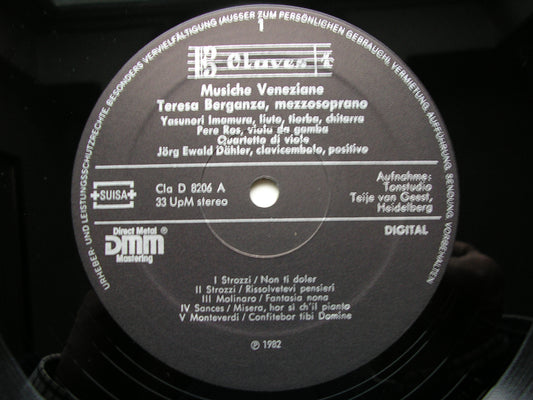 URHEBER- UND LEISTUNGSSCHUTZRECHTE, BESONDERS VERVIELFÄLTIGUNG (AUSSER ZUM PERSÖNLICHEN GEBRAUCH), VERMIETUNG, AUFFÜHRUNG, SENDUNG, VORBEHALTEN
1
Claves
Musiche Veneziane
Teresa Berganza, mezzosoprano
Yasunori Imamura, liuto, tiorba, chitarra
Pere Ros, viola da gamba
Quartetto di viole
Jörg Ewald Dähler, clavicembalo, positivo
SUISA
Cla D 8206 A
33 UpM stereo
Aufnahme:
Tonstudio
Teije van Geest,
Heidelberg
Direct Metal
DMM®
Mastering
DIGITAL
I Strozzi / Non ti doler
II Strozzi / Rissolvetevi pensieri
III Molinaro / Fantasia nona
IV Sances / Misera, hor sì ch'il pianto
V Monteverdi / Confitebor tibi Domine
℗ 1982